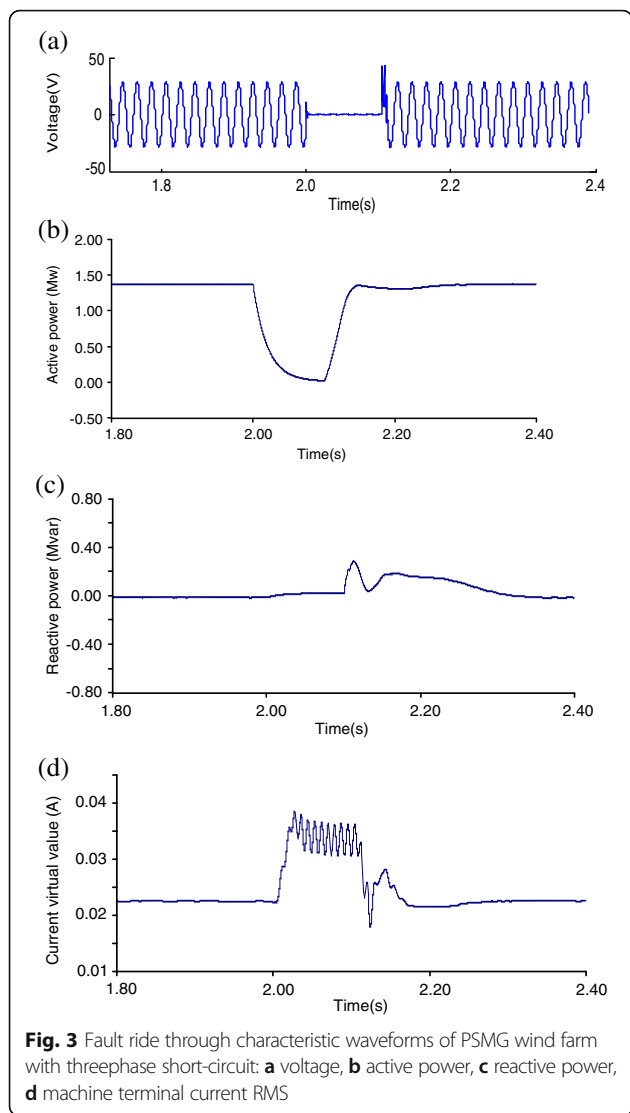 (a)
50
0
-50
Voltage(V)
1.8 2.0 2.2 2.4
Time(s)
(b)
2.00
1.50
1.00
0.50
0.00
-0.50
Active power (Mw)
1.80 2.00 2.20 2.40
Time(s)
(c)
0.80
0.40
0.00
-0.40
-0.80
Reactive power (Mvar)
1.80 2.00 2.20 2.40
Time(s)
(d)
0.04
0.03
0.02
0.01
Current virtual value (A)
1.80 2.00 2.20 2.40
Time(s)
Fig. 3 Fault ride through characteristic waveforms of PSMG wind farm
with threephase short-circuit: a voltage, b active power, c reactive power,
d machine terminal current RMS